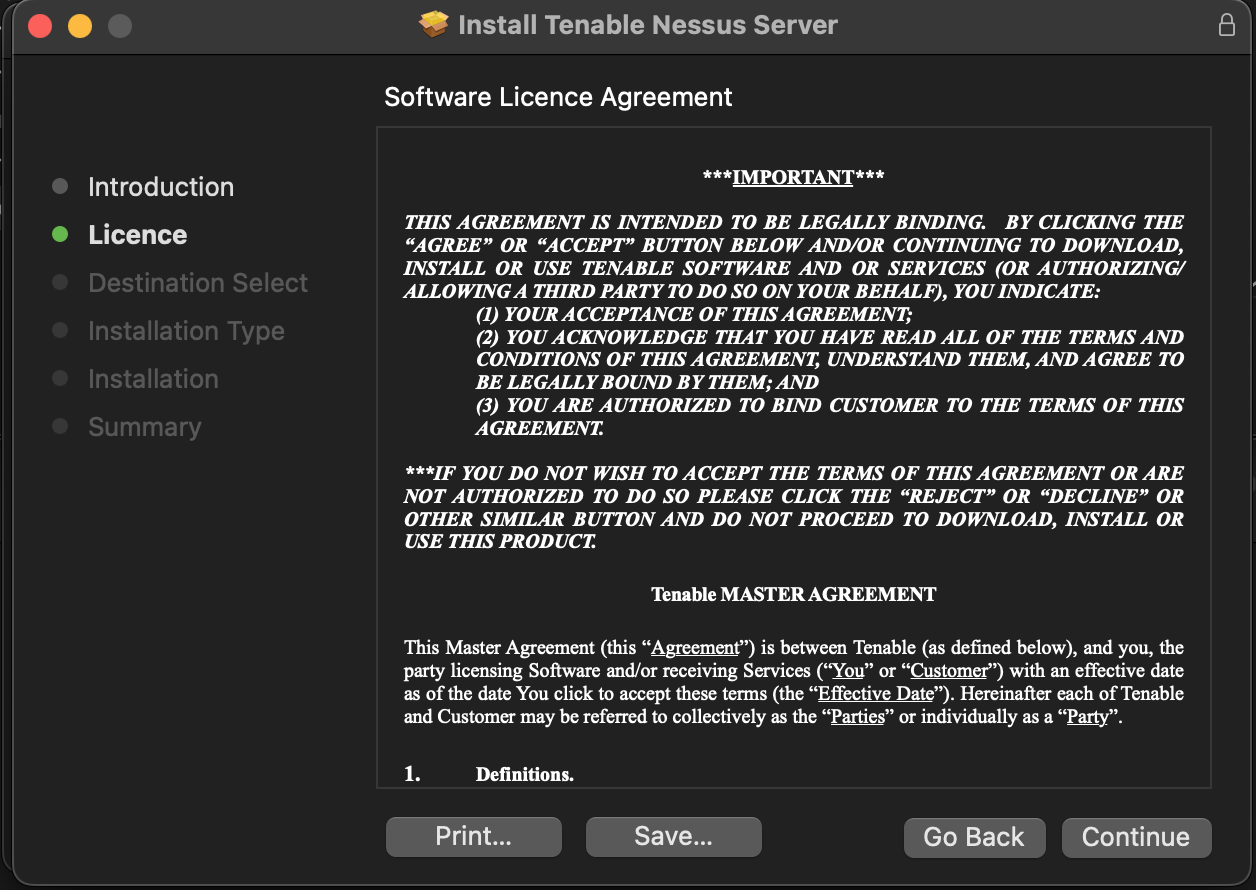 Install Tenable Nessus Server
Software Licence Agreement
Introduction
Licence
Destination Select
Installation Type
Installation
Summary
***IMPORTANT***
THIS AGREEMENT IS INTENDED TO BE LEGALLY BINDING. BY CLICKING THE
“AGREE” OR “ACCEPT” BUTTON BELOW AND/OR CONTINUING TO DOWNLOAD,
INSTALL OR USE TENABLE SOFTWARE AND OR SERVICES (OR AUTHORIZING/
ALLOWING A THIRD PARTY TO DO SO ON YOUR BEHALF), YOU INDICATE:
(1) YOUR ACCEPTANCE OF THIS AGREEMENT;
(2) YOU ACKNOWLEDGE THAT YOU HAVE READ ALL OF THE TERMS AND
CONDITIONS OF THIS AGREEMENT, UNDERSTAND THEM, AND AGREE TO
BE LEGALLY BOUND BY THEM; AND
(3) YOU ARE AUTHORIZED TO BIND CUSTOMER TO THE TERMS OF THIS
AGREEMENT.
***IF YOU DO NOT WISH TO ACCEPT THE TERMS OF THIS AGREEMENT OR ARE
NOT AUTHORIZED TO DO SO PLEASE CLICK THE “REJECT” OR “DECLINE” OR
OTHER SIMILAR BUTTON AND DO NOT PROCEED TO DOWNLOAD, INSTALL OR
USE THIS PRODUCT.
Tenable MASTER AGREEMENT
This Master Agreement (this “Agreement”) is between Tenable (as defined below), and you, the
party licensing Software and/or receiving Services (“You” or “Customer”) with an effective date
as of the date You click to accept these terms (the “Effective Date”). Hereinafter each of Tenable
and Customer may be referred to collectively as the “Parties” or individually as a “Party”.
1. Definitions.
Print...
Save...
Go Back
Continue